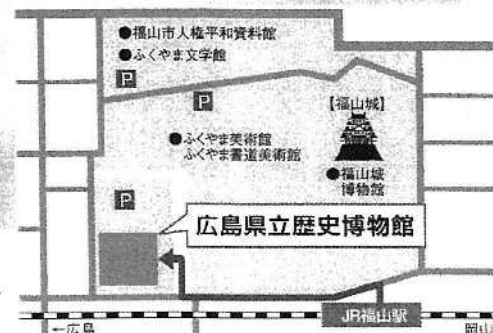 ●福山市人権平和資料館
●ふくやま文学館
P
P
【福山城】
●ふくやま美術館
ふくやま書道美術館
●福山城
博物館
P
広島県立歴史博物館
JR福山駅
←広島
岡山